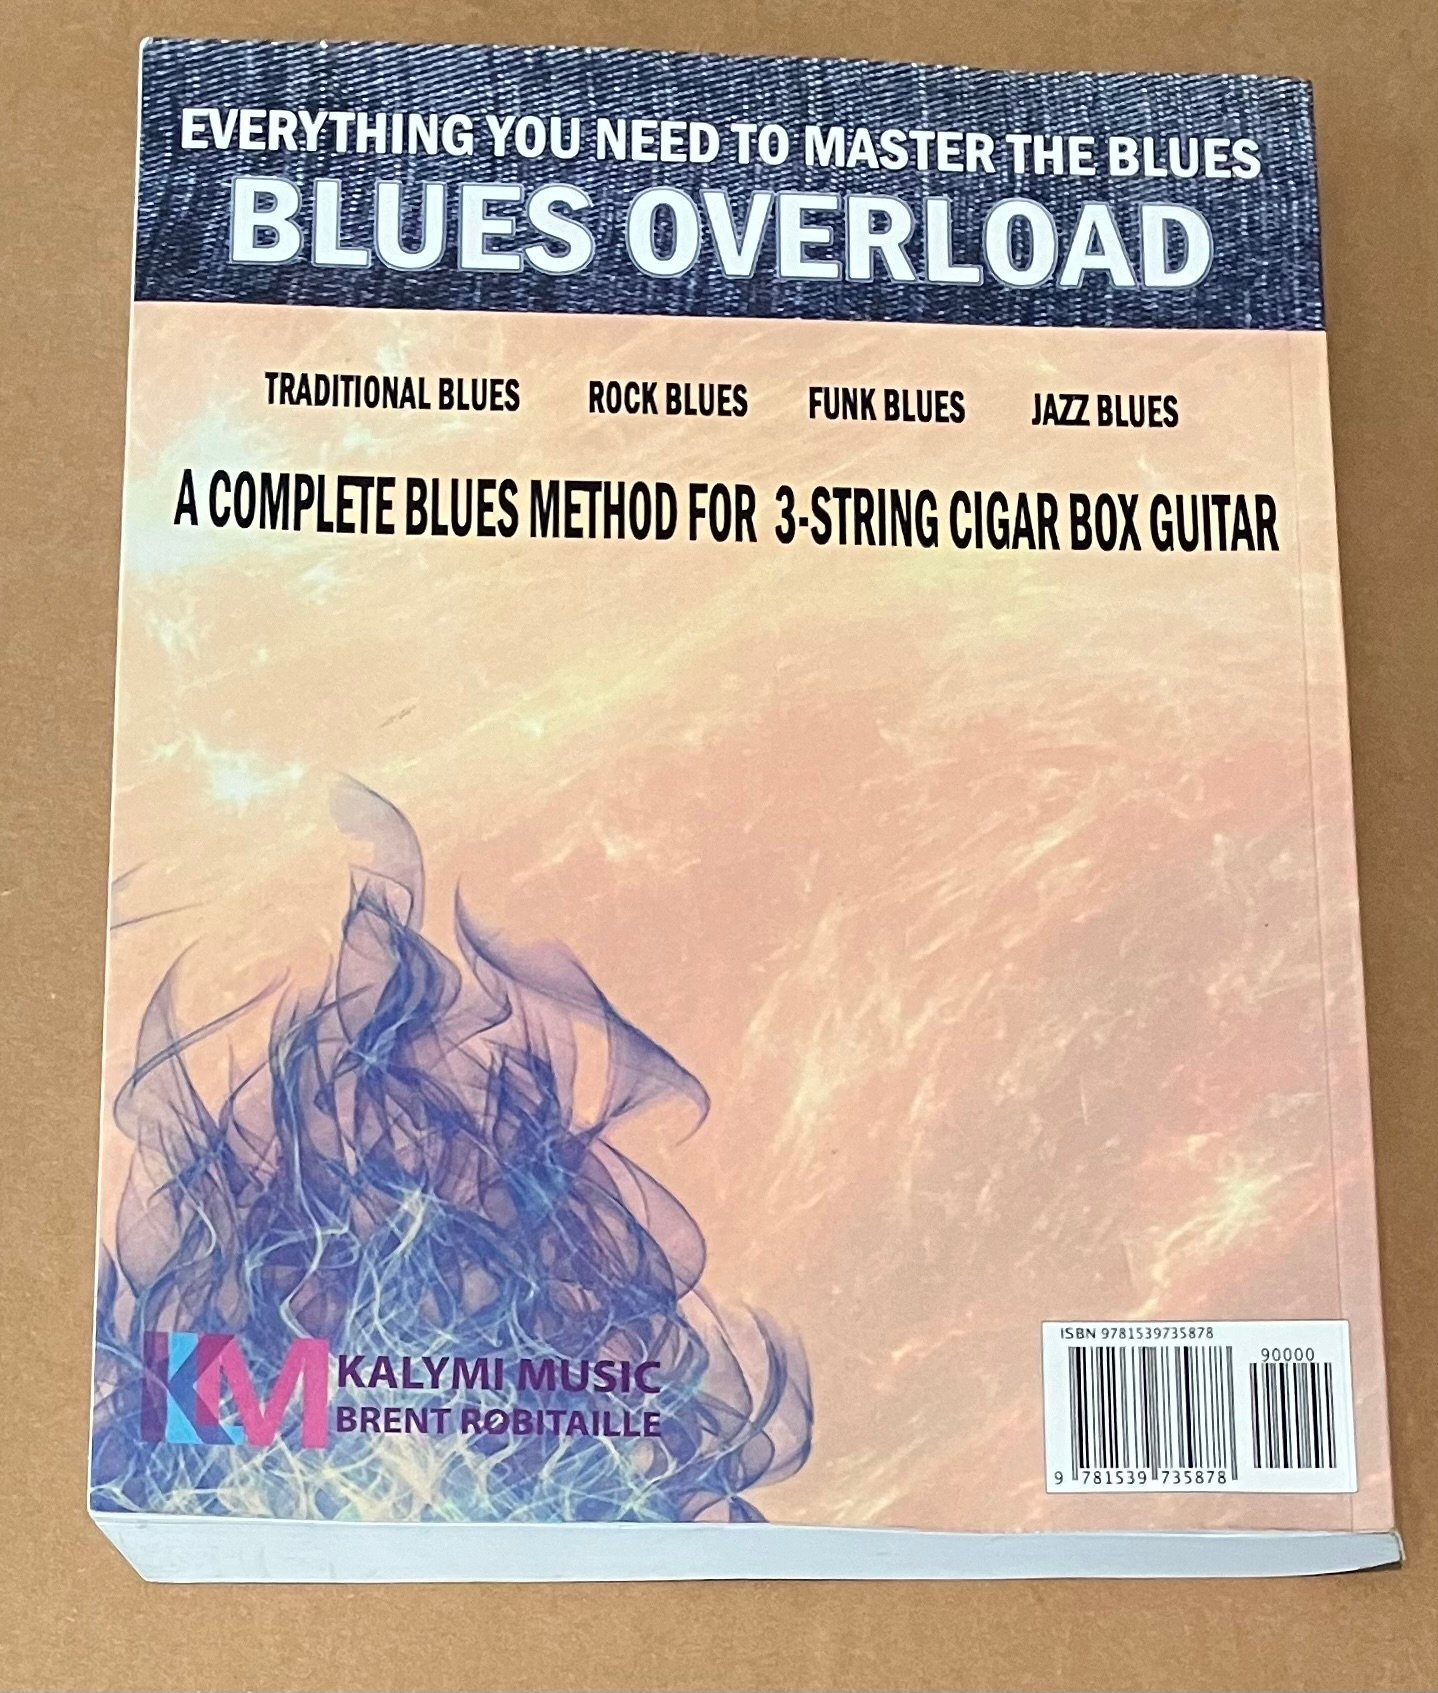 EVERYTHING YOU NEED TO MASTER THE BLUES
BLUES OVERLOAD
TRADITIONAL BLUES ROCK BLUES FUNK BLUES JAZZ BLUES
A COMPLETE BLUES METHOD FOR 3-STRING CIGAR BOX GUITAR
KM KALYMI MUSIC
BRENT ROBITAILLE
ISBN 9781539735878
90000
9 781539 735878